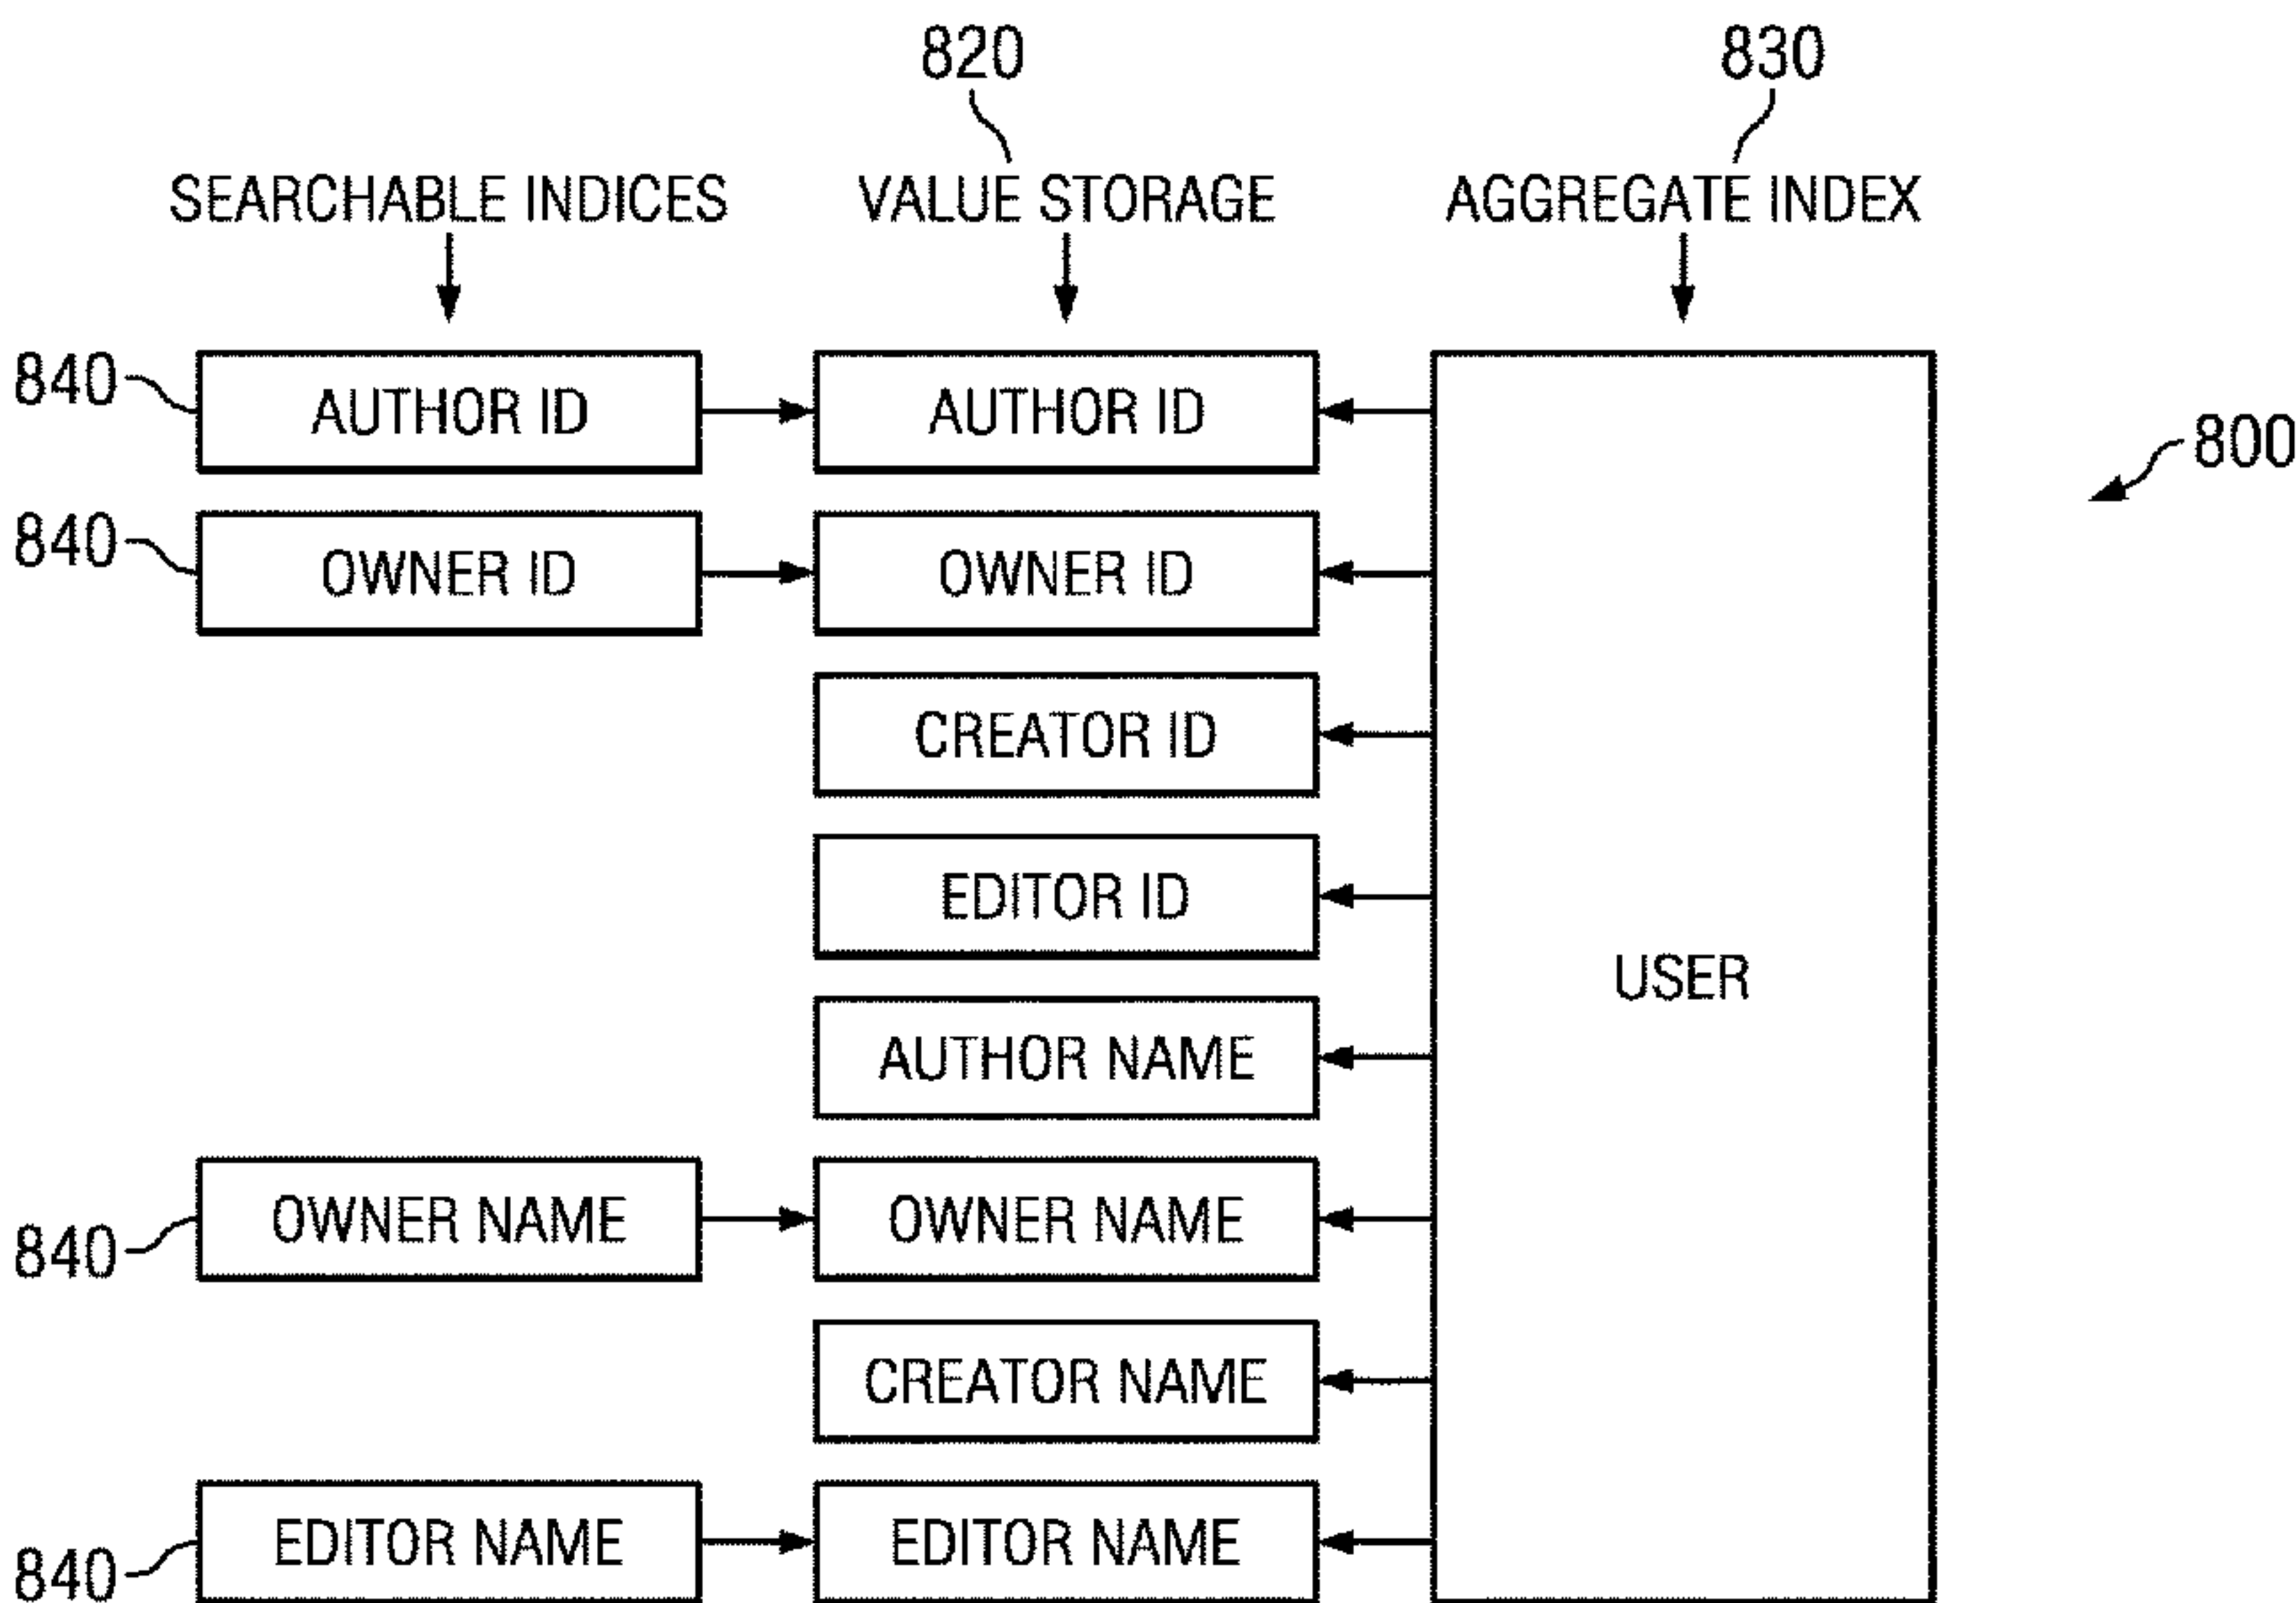 820 830
SEARCHABLE INDICES VALUE STORAGE AGGREGATE INDEX
840 AUTHOR ID AUTHOR ID
800
840 OWNER ID OWNER ID
CREATOR ID
EDITOR ID
USER
AUTHOR NAME
840 OWNER NAME OWNER NAME
CREATOR NAME
840 EDITOR NAME EDITOR NAME